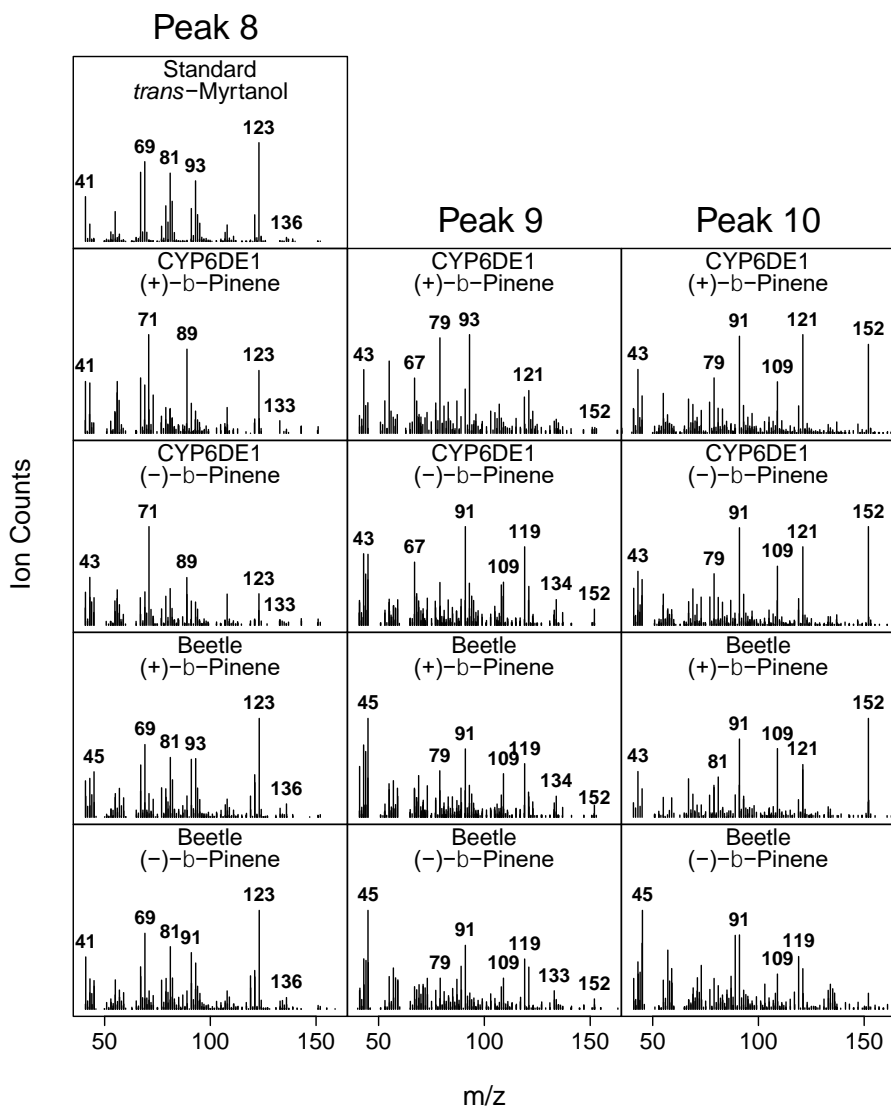 Peak 8
Standard
trans−Myrtanol
41
69
81
93
123
136
Peak 9
Peak 10
CYP6DE1
(+)−b−Pinene
41
71
89
123
133
CYP6DE1
(+)−b−Pinene
43
67
79
93
121
152
CYP6DE1
(+)−b−Pinene
43
79
91
109
121
152
CYP6DE1
(−)−b−Pinene
43
71
89
123
133
CYP6DE1
(−)−b−Pinene
43
67
91
109
119
134
152
CYP6DE1
(−)−b−Pinene
43
79
91
109
121
152
Beetle
(+)−b−Pinene
45
69
81
93
123
136
Beetle
(+)−b−Pinene
45
79
91
109
119
134
152
Beetle
(+)−b−Pinene
43
81
91
109
121
152
Beetle
(−)−b−Pinene
41
69
81
91
123
136
Beetle
(−)−b−Pinene
45
79
91
109
119
133
152
Beetle
(−)−b−Pinene
45
91
109
119
50
100
150
50
100
150
50
100
150
Ion Counts
m/z